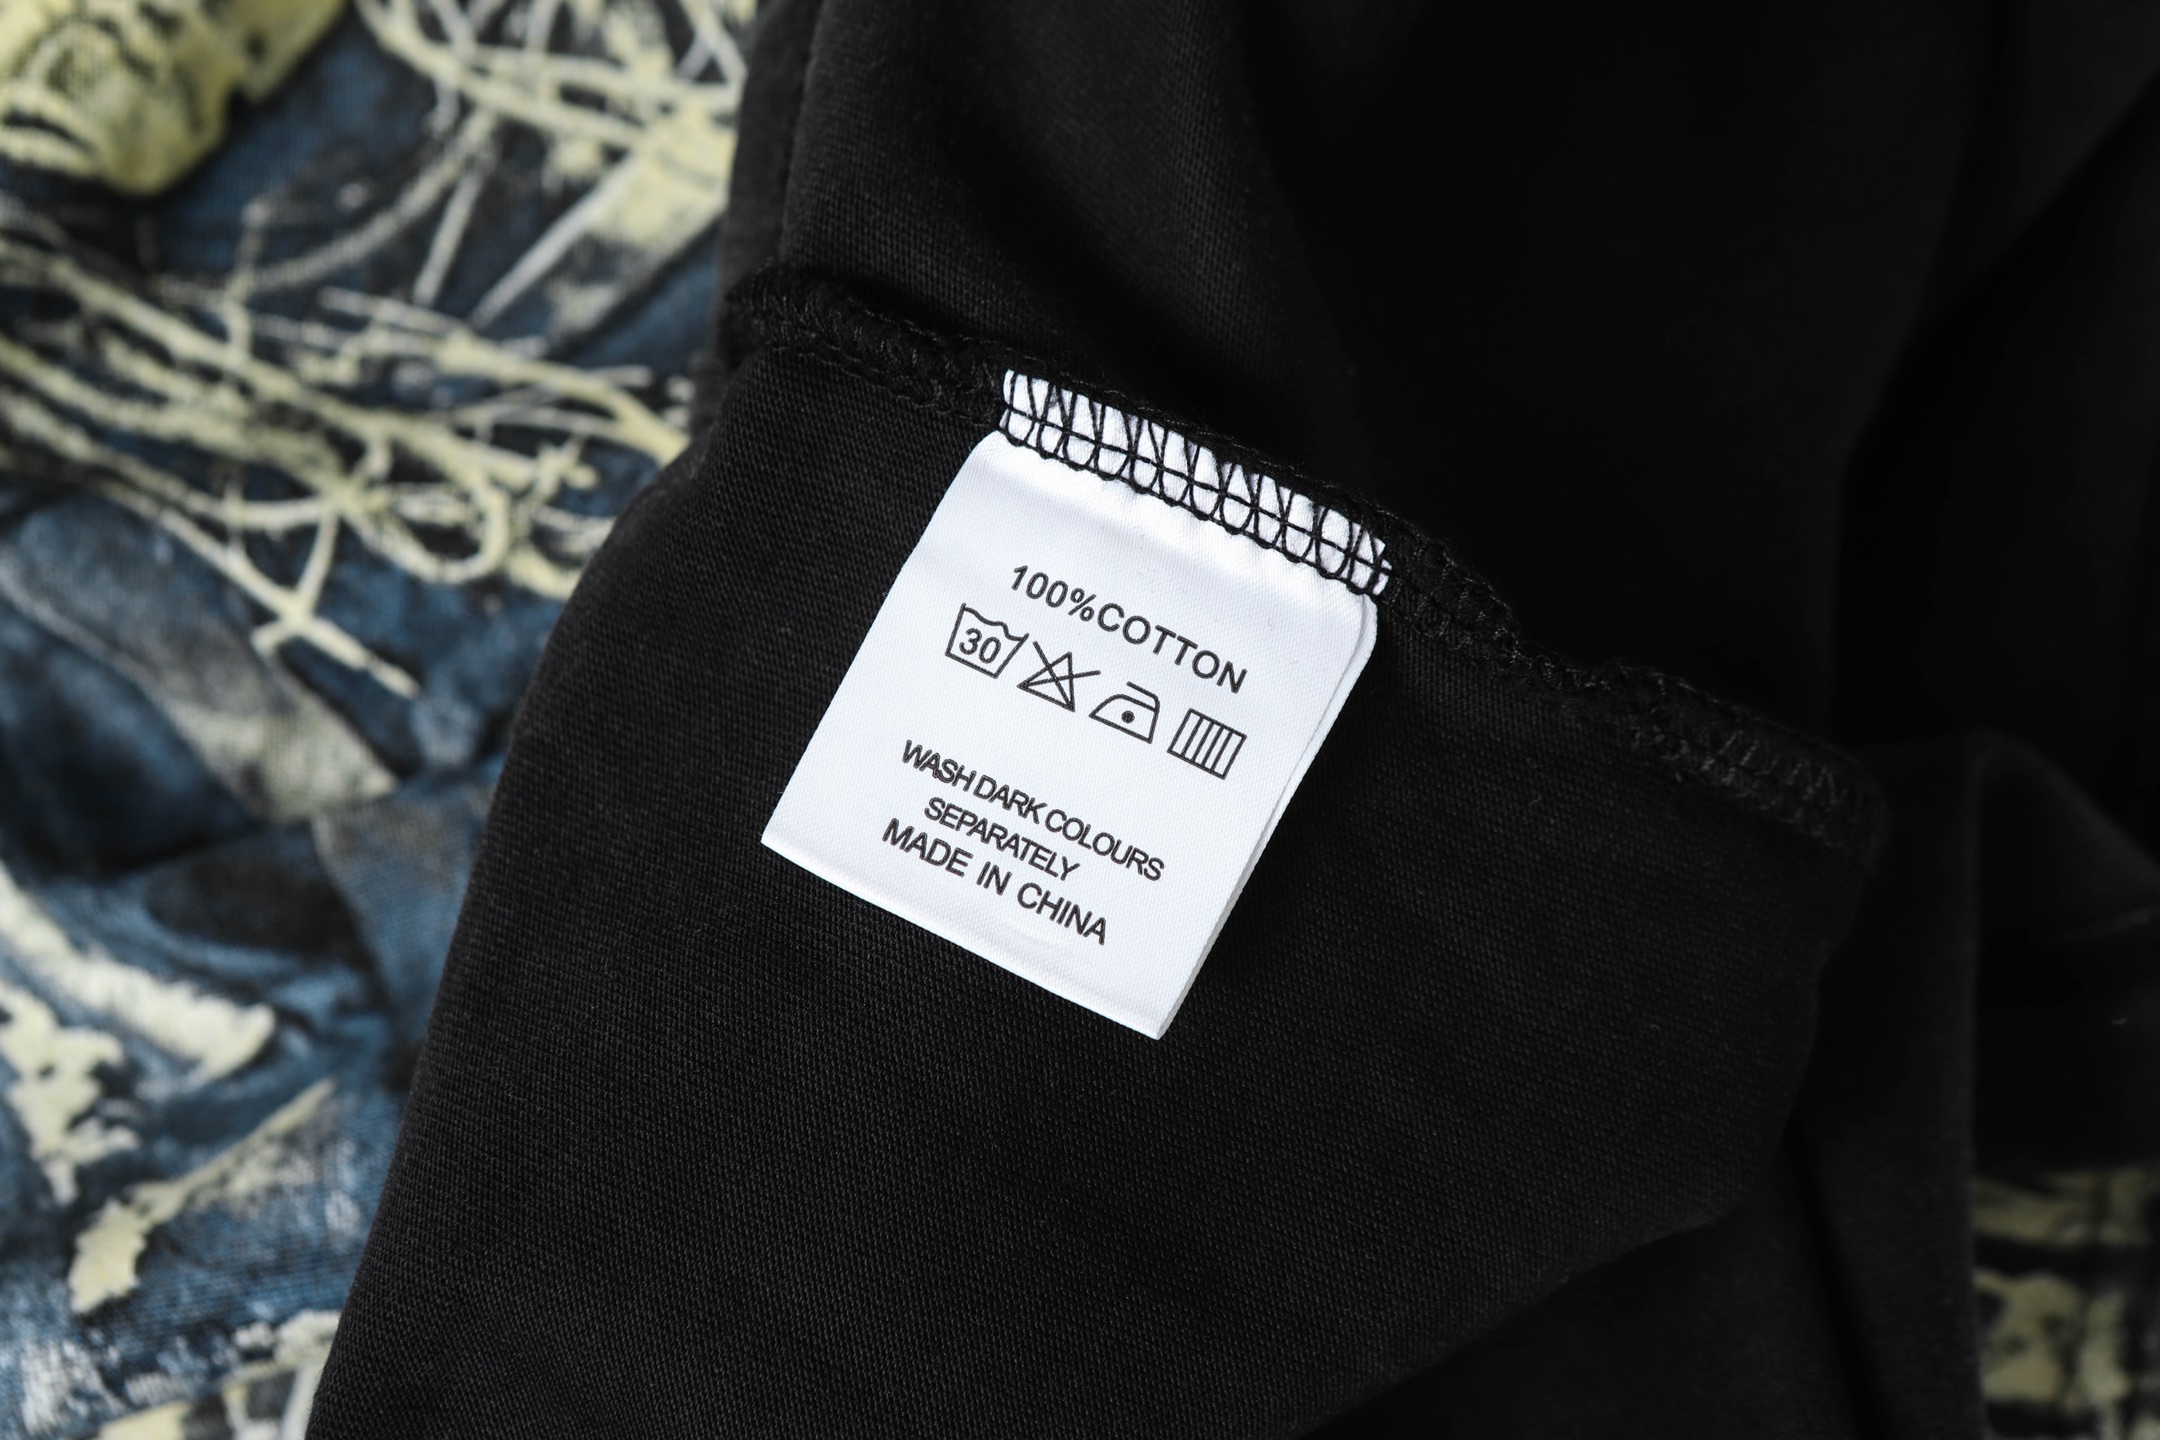 100%COTTON
30
WASH DARK COLOURS
SEPARATELY
MADE IN CHINA